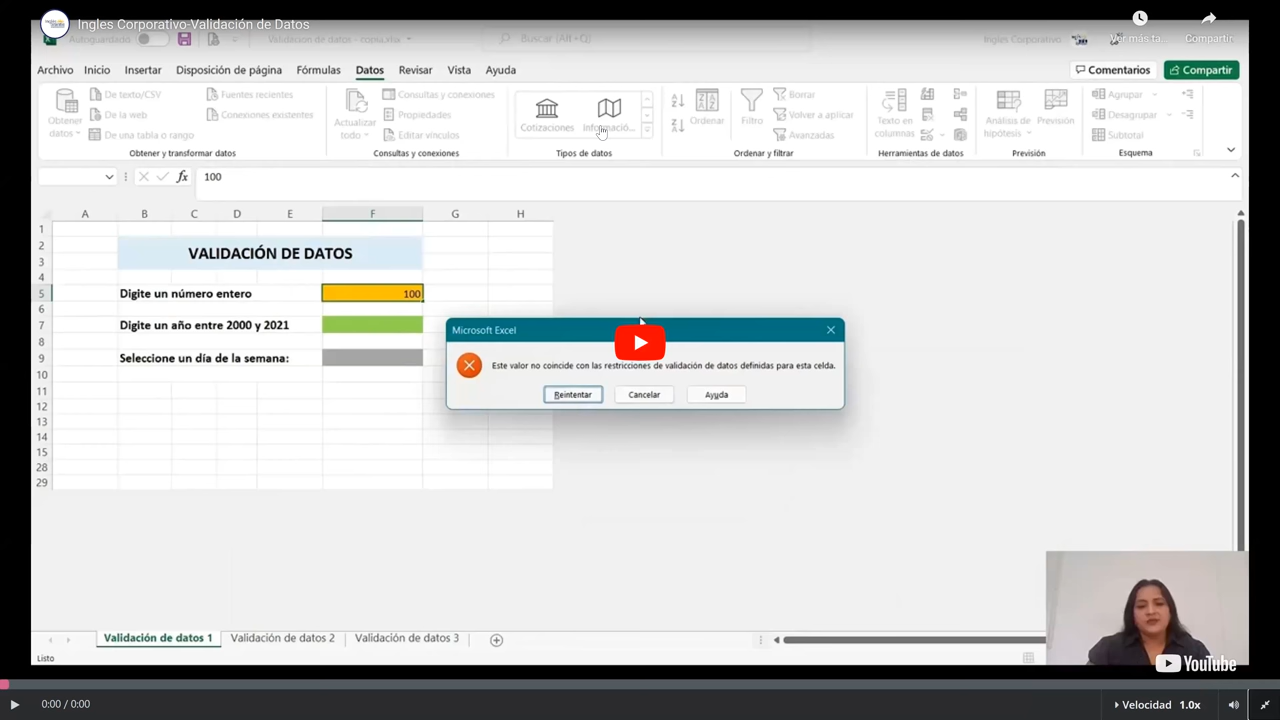 Ingles Corporativo-Validación de Datos
Autoguardado
Validación de datos - copia.xlsx
Buscar (Alt+Q)
Ingles Corporativo
Ver más ta...
Compartir
Archivo Inicio Insertar Disposición de página Fórmulas Datos Revisar Vista Ayuda
Comentarios
Compartir
Obtener datos
De texto/CSV
De la web
De una tabla o rango
Fuentes recientes
Conexiones existentes
Obtener y transformar datos
Actualizar todo
Consultas y conexiones
Propiedades
Editar vínculos
Consultas y conexiones
Cotizaciones
Informació...
Tipos de datos
Ordenar
Filtro
Borrar
Volver a aplicar
Avanzadas
Ordenar y filtrar
Texto en columnas
Herramientas de datos
Análisis de hipótesis
Previsión
Previsión
Agrupar
Desagrupar
Subtotal
Esquema
fx 100
A B C D E F G H
1
2
VALIDACIÓN DE DATOS
3
4
5 Digite un número entero 100
6
7 Digite un año entre 2000 y 2021
8
9 Seleccione un día de la semana:
10
11
12
13
14
15
28
29
Microsoft Excel
Este valor no coincide con las restricciones de validación de datos definidas para esta celda.
Reintentar Cancelar Ayuda
Validación de datos 1 Validación de datos 2 Validación de datos 3
Listo
YouTube
0:00 / 0:00
Velocidad 1.0x